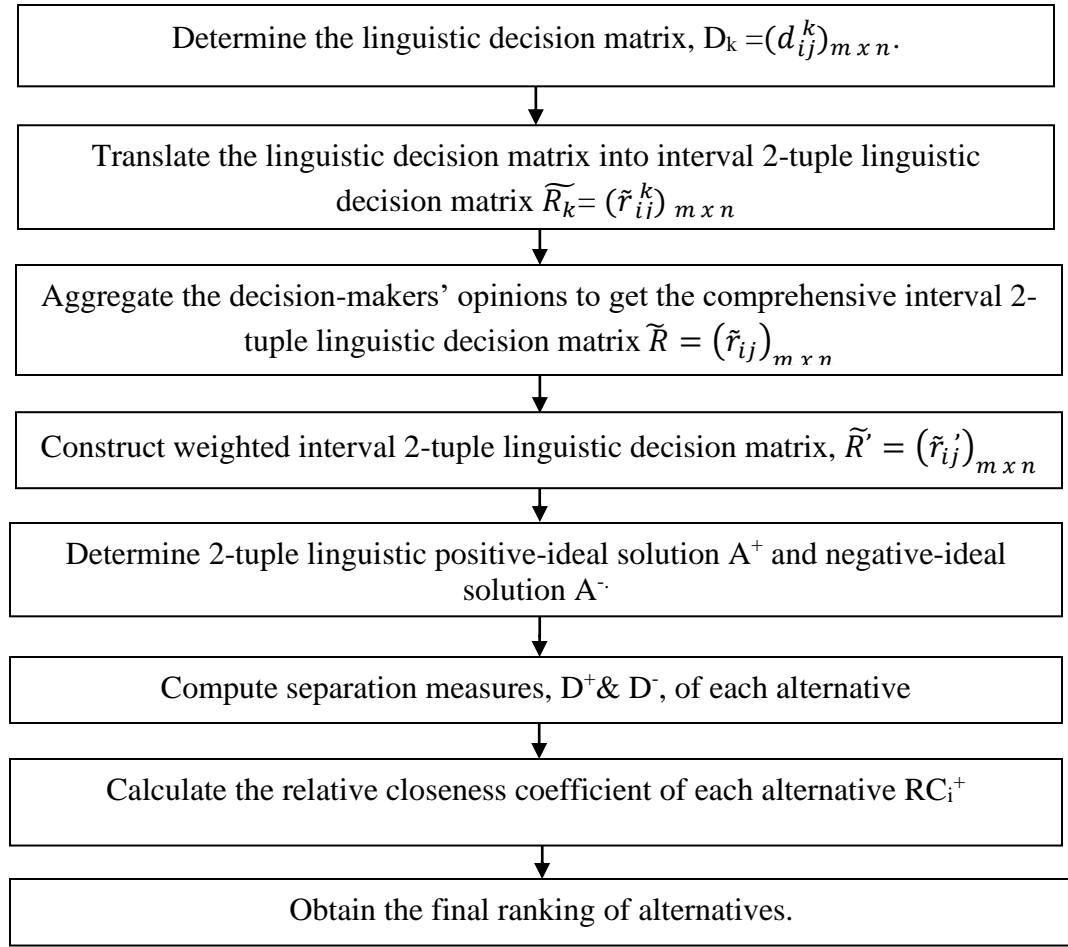 Determine the linguistic decision matrix, Dₖ =(𝑑ᵢⱼᵏ)ₘ ₓ ₙ.
Translate the linguistic decision matrix into interval 2-tuple linguistic
decision matrix R̃ₖ= (r̃ᵢⱼᵏ) ₘ ₓ ₙ
Aggregate the decision-makers’ opinions to get the comprehensive interval 2-
tuple linguistic decision matrix R̃ = (r̃ᵢⱼ)ₘ ₓ ₙ
Construct weighted interval 2-tuple linguistic decision matrix, R̃’ = (r̃ᵢⱼ’)ₘ ₓ ₙ
Determine 2-tuple linguistic positive-ideal solution A⁺ and negative-ideal
solution A⁻.
Compute separation measures, D⁺& D⁻, of each alternative
Calculate the relative closeness coefficient of each alternative RCᵢ⁺
Obtain the final ranking of alternatives.